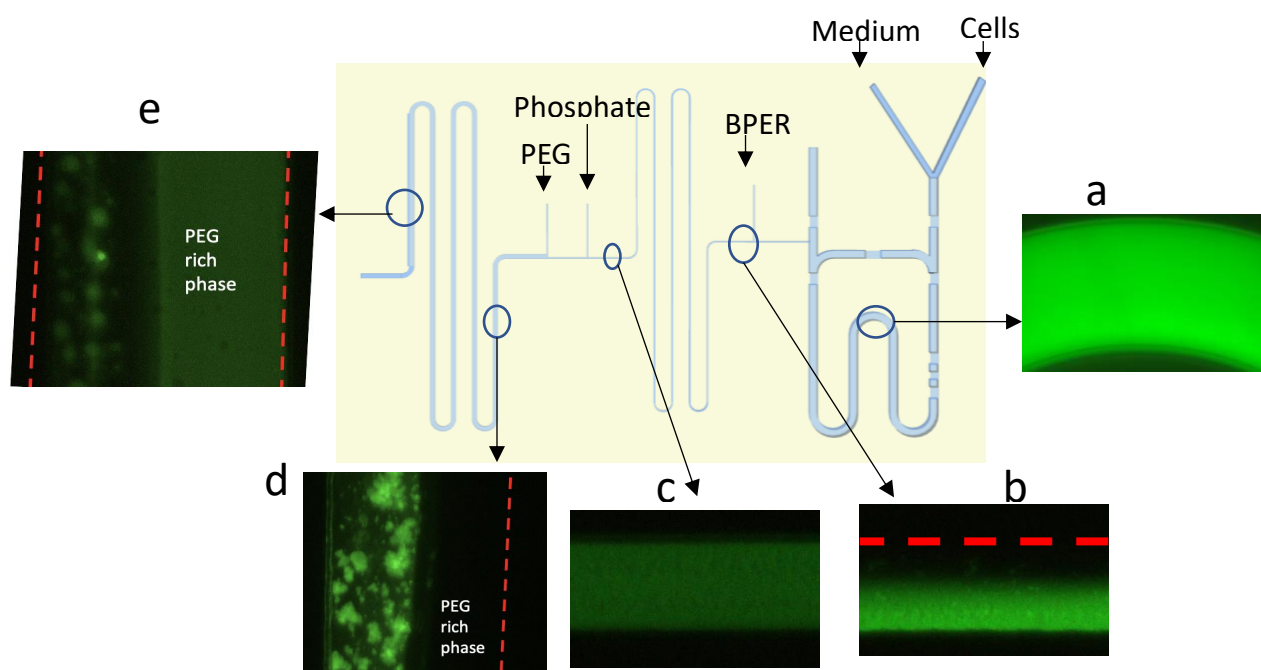 Medium
Cells
e
Phosphate
BPER
PEG
a
PEG
rich
phase
d
c
b
PEG
rich
phase